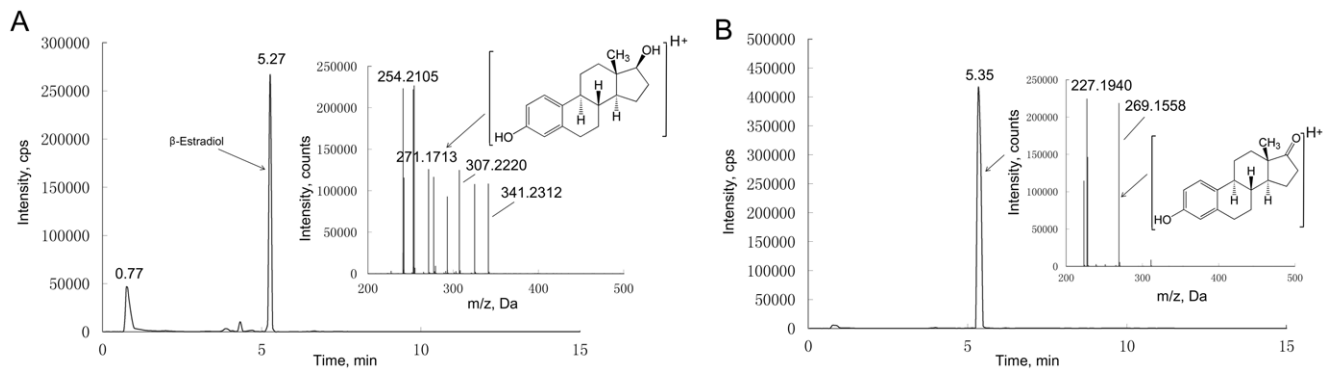 A
300000
250000
200000
150000
100000
50000
0
Intensity, cps
0
5
10
15
Time, min
0.77
5.27
β-Estradiol
250000
200000
150000
100000
50000
0
Intensity, counts
200
300
400
500
m/z, Da
254.2105
271.1713
307.2220
341.2312
H+
OH
H3C
H
H
H
HO
B
500000
450000
400000
350000
300000
250000
200000
150000
100000
50000
0
Intensity, cps
0
5
10
15
Time, min
5.35
250000
200000
150000
100000
50000
0
Intensity, counts
200
300
400
500
m/z, Da
227.1940
269.1558
H+
O
CH3
H
H
H
HO